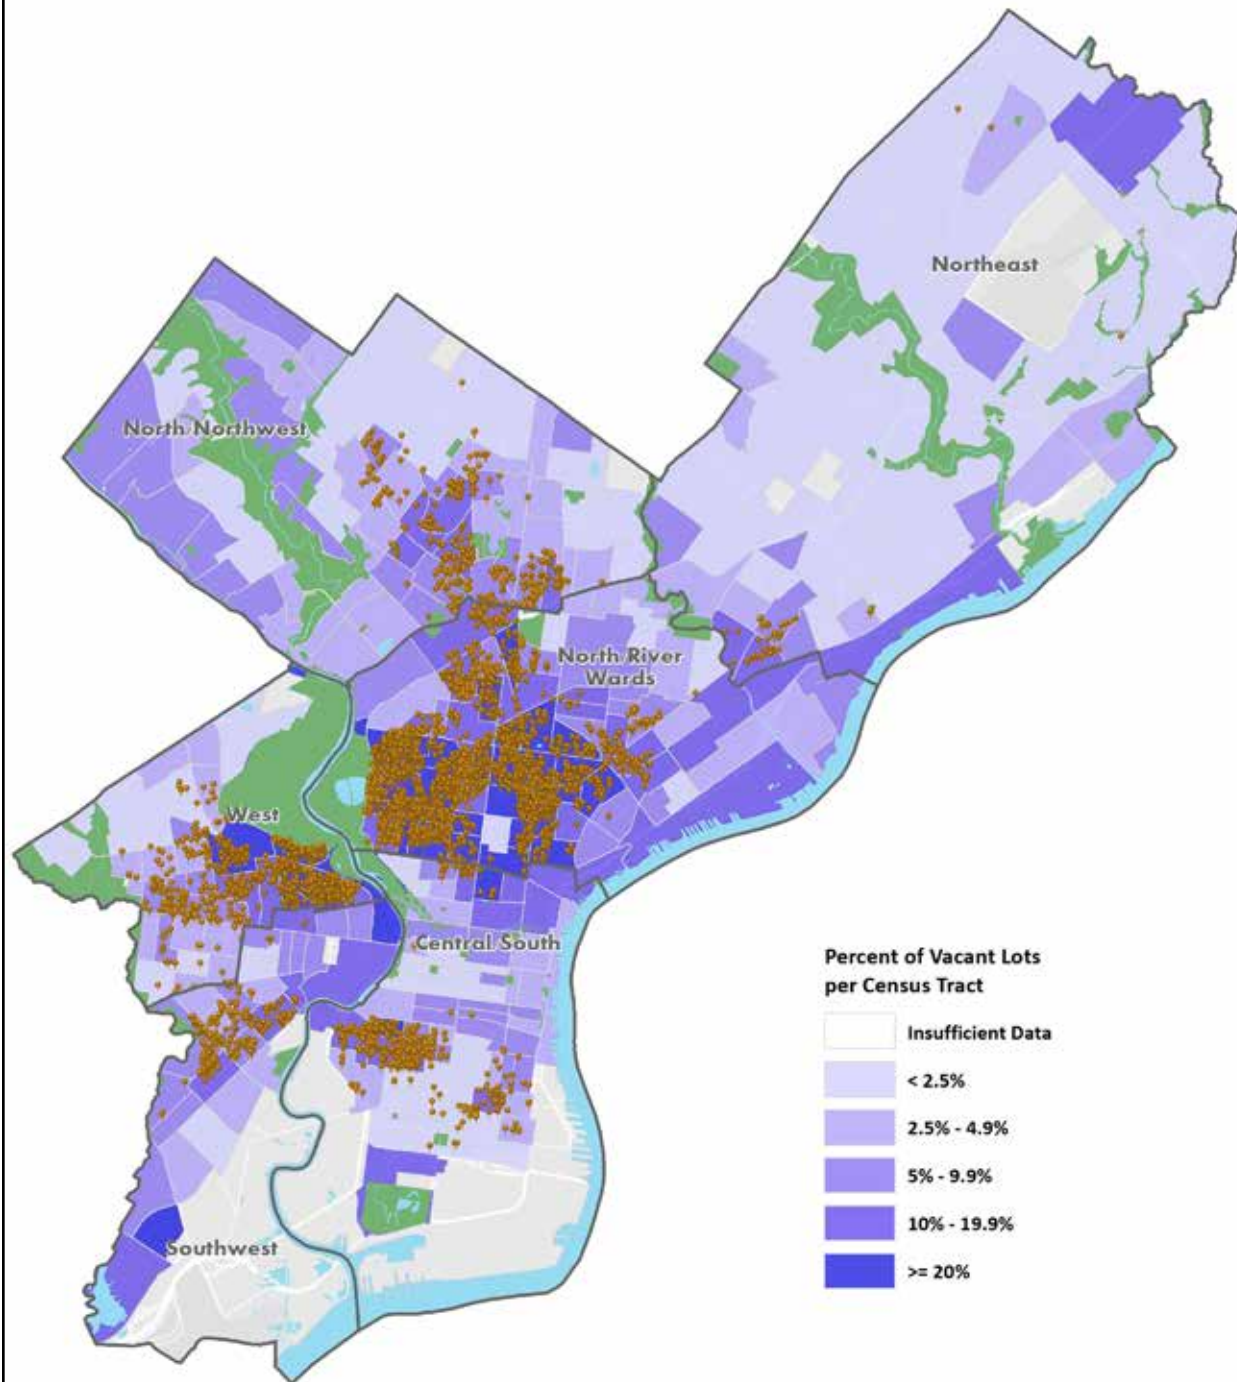 Northeast
North Northwest
North River
Wards
West
Central South
Southwest
Percent of Vacant Lots
per Census Tract
Insufficient Data
< 2.5%
2.5% - 4.9%
5% - 9.9%
10% - 19.9%
>= 20%